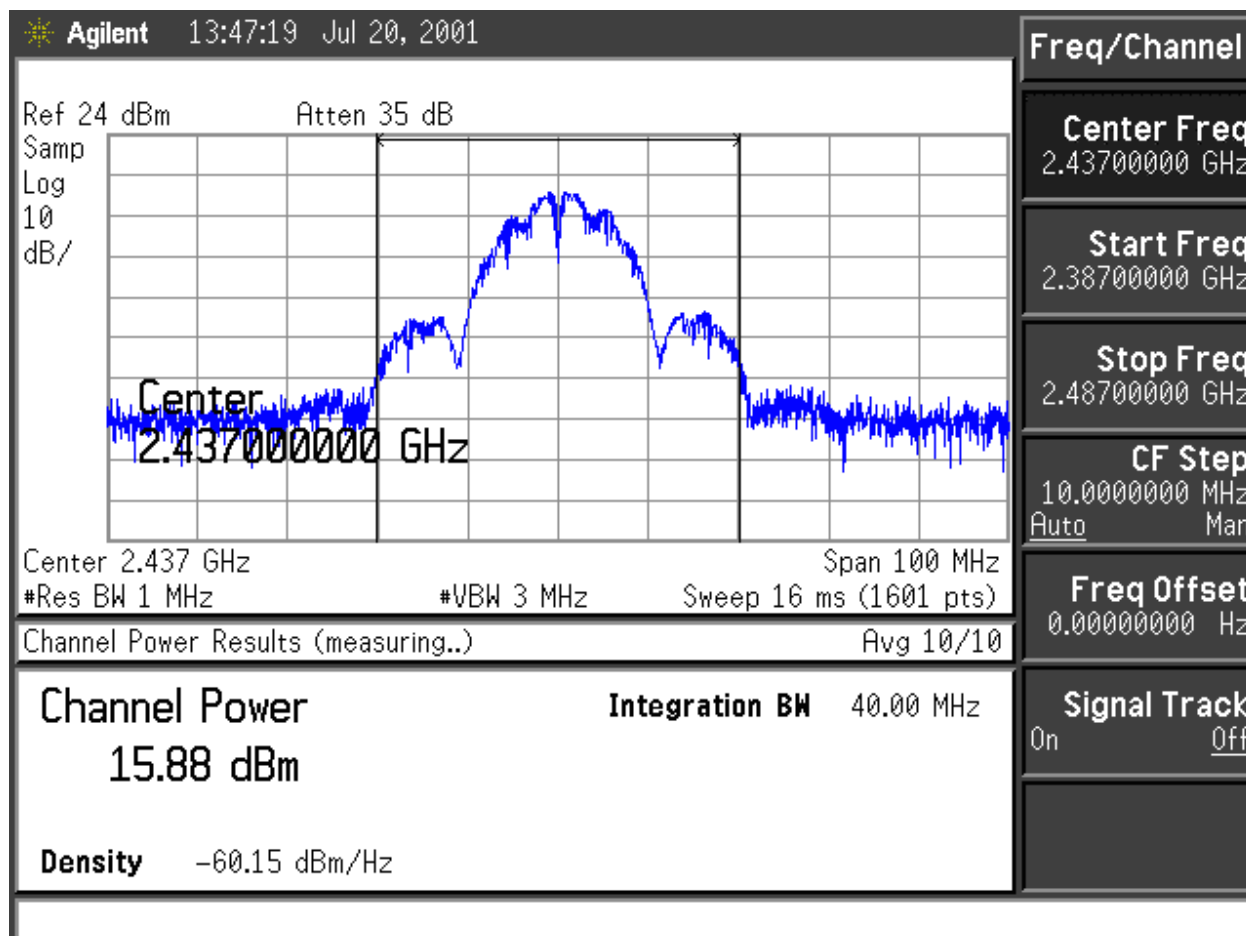 Agilent 13:47:19 Jul 20, 2001
Ref 24 dBm Atten 35 dB
Samp
Log
10
dB/
Center
2.437000000 GHz
Center 2.437 GHz Span 100 MHz
#Res BW 1 MHz #VBW 3 MHz Sweep 16 ms (1601 pts)
Channel Power Results (measuring..) Avg 10/10
Channel Power Integration BW 40.00 MHz
15.88 dBm
Density -60.15 dBm/Hz
Freq/Channel
Center Freq
2.43700000 GHz
Start Freq
2.38700000 GHz
Stop Freq
2.48700000 GHz
CF Step
10.0000000 MHz
Auto Man
Freq Offset
0.00000000 Hz
Signal Track
On Off